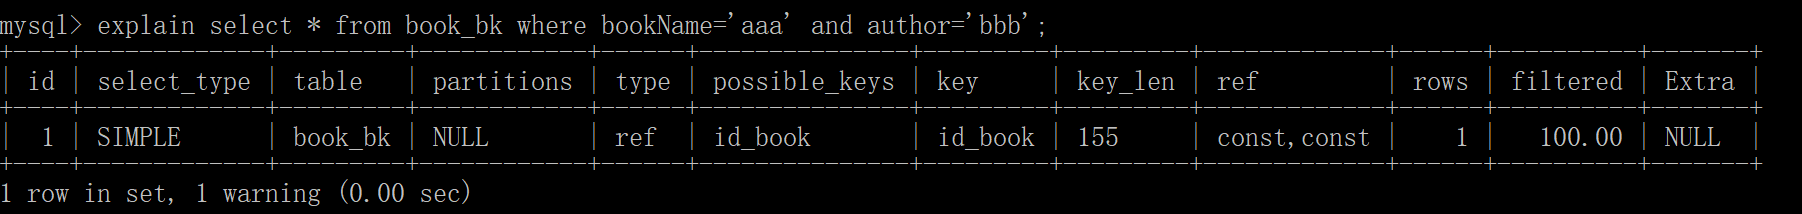 mysql> explain select * from book_bk where bookName='aaa' and author='bbb';
+----+-------------+---------+------------+------+---------------+---------+---------+-------------+------+----------+-------+
| id | select_type | table   | partitions | type | possible_keys | key     | key_len | ref         | rows | filtered | Extra |
+----+-------------+---------+------------+------+---------------+---------+---------+-------------+------+----------+-------+
|  1 | SIMPLE      | book_bk | NULL       | ref  | id_book       | id_book | 155     | const,const |    1 |   100.00 | NULL  |
+----+-------------+---------+------------+------+---------------+---------+---------+-------------+------+----------+-------+
1 row in set, 1 warning (0.00 sec)